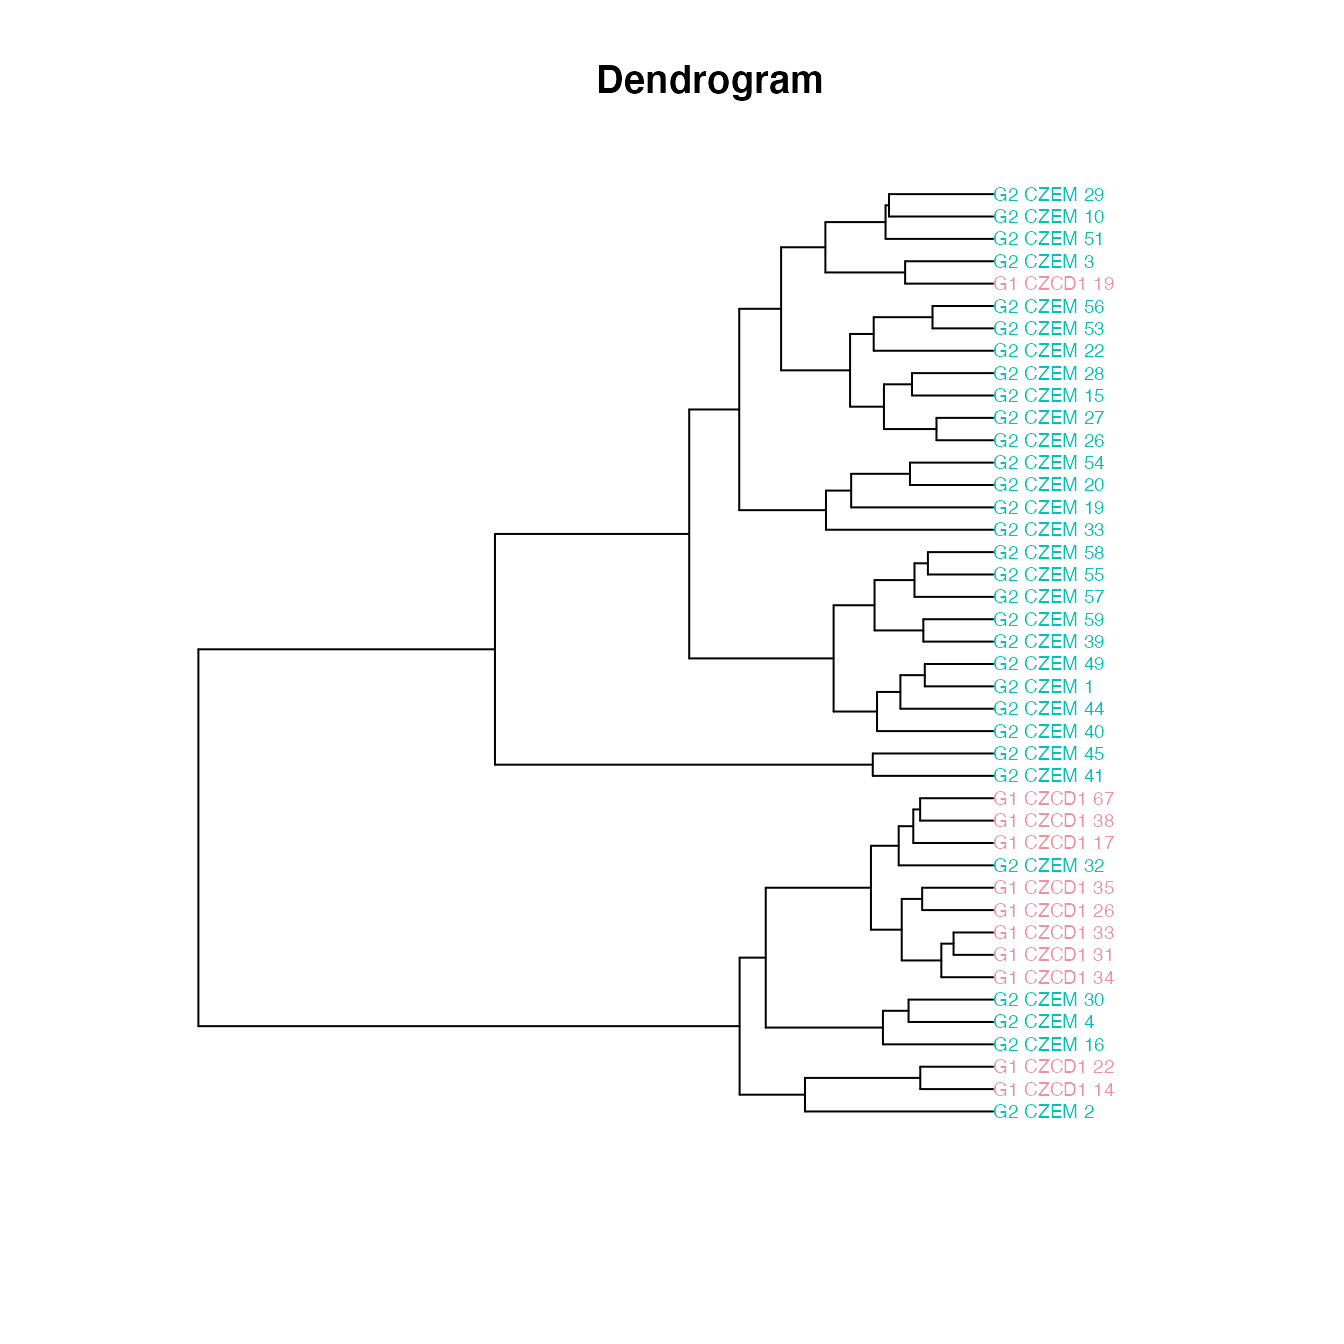 Dendrogram
G2 CZEM 29
G2 CZEM 10
G2 CZEM 51
G2 CZEM 3
G1 CZCD1 19
G2 CZEM 56
G2 CZEM 53
G2 CZEM 22
G2 CZEM 28
G2 CZEM 15
G2 CZEM 27
G2 CZEM 26
G2 CZEM 54
G2 CZEM 20
G2 CZEM 19
G2 CZEM 33
G2 CZEM 58
G2 CZEM 55
G2 CZEM 57
G2 CZEM 59
G2 CZEM 39
G2 CZEM 49
G2 CZEM 1
G2 CZEM 44
G2 CZEM 40
G2 CZEM 45
G2 CZEM 41
G1 CZCD1 67
G1 CZCD1 38
G1 CZCD1 17
G2 CZEM 32
G1 CZCD1 35
G1 CZCD1 26
G1 CZCD1 33
G1 CZCD1 31
G1 CZCD1 34
G2 CZEM 30
G2 CZEM 4
G2 CZEM 16
G1 CZCD1 22
G1 CZCD1 14
G2 CZEM 2